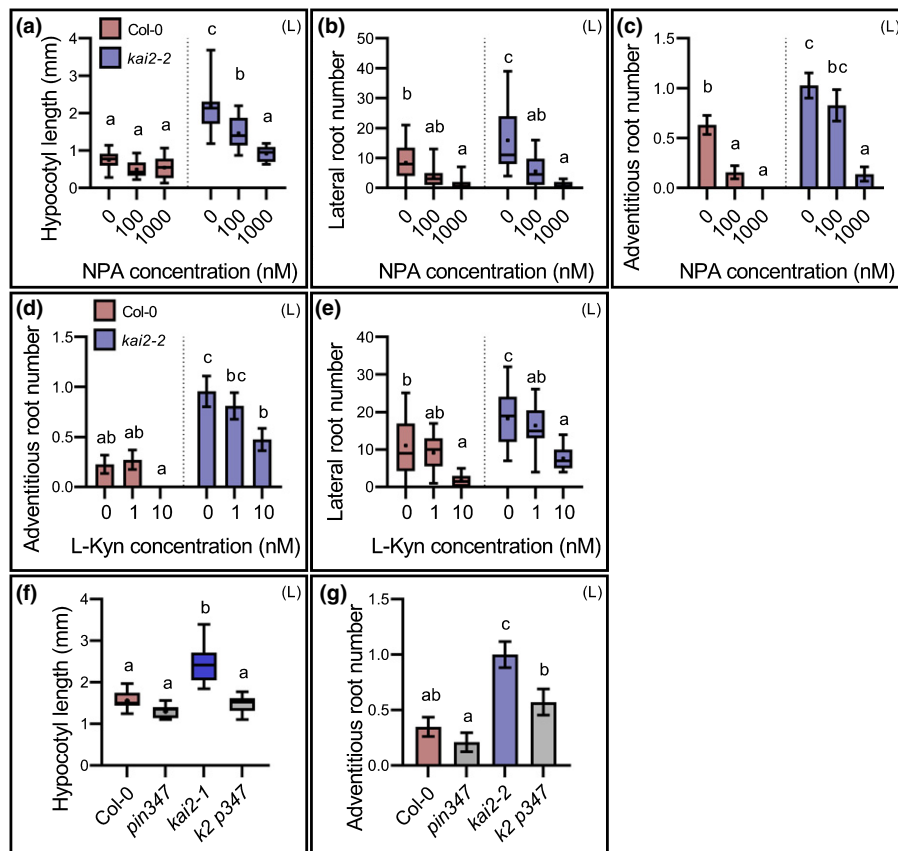 (a) Col-0 kai2-2 (L)
Hypocotyl length (mm)
4
3
2
1
0
a a a c b a
0 100 1000 0 100 1000
NPA concentration (nM)
(b) (L)
Lateral root number
50
40
30
20
10
0
b ab a c ab a
0 100 1000 0 100 1000
NPA concentration (nM)
(c) (L)
Adventitious root number
1.5
1.0
0.5
0.0
b a a c bc a
0 100 1000 0 100 1000
NPA concentration (nM)
(d) Col-0 kai2-2 (L)
Adventitious root number
1.5
1.0
0.5
0.0
ab ab a c bc b
0 1 10 0 1 10
L-Kyn concentration (nM)
(e) (L)
Lateral root number
40
30
20
10
0
b ab a c ab a
0 1 10 0 1 10
L-Kyn concentration (nM)
(f) (L)
Hypocotyl length (mm)
4
3
2
1
0
a a b a
Col-0 pin347 kai2-1 k2 p347
(g) (L)
Adventitious root number
1.5
1.0
0.5
0.0
ab a c b
Col-0 pin347 kai2-2 k2 p347